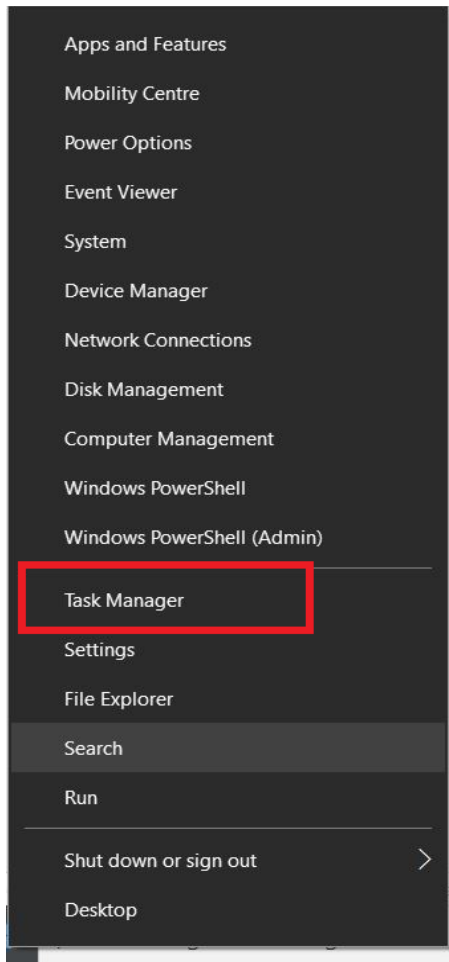 Apps and Features
Mobility Centre
Power Options
Event Viewer
System
Device Manager
Network Connections
Disk Management
Computer Management
Windows PowerShell
Windows PowerShell (Admin)
Task Manager
Settings
File Explorer
Search
Run
Shut down or sign out
Desktop